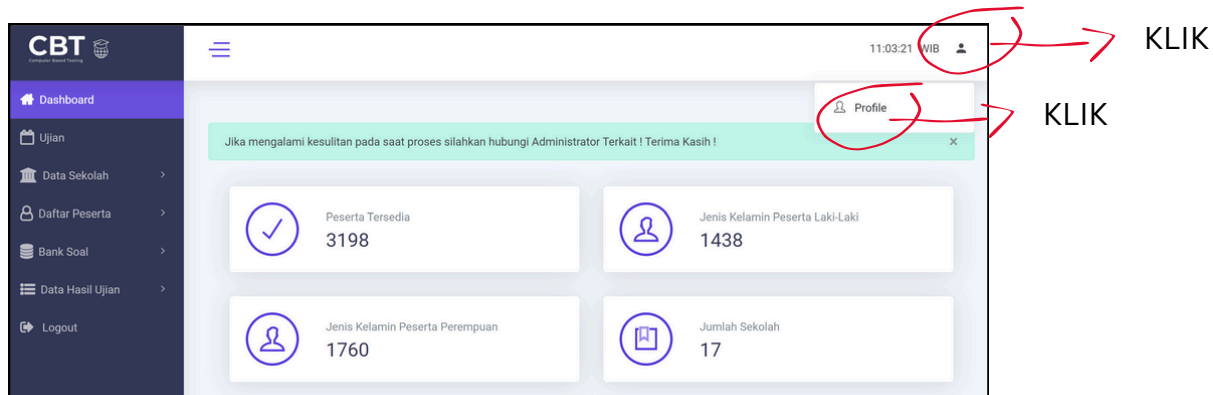 CBT
Computer Based Testing
11:03:21 WIB
KLIK
Dashboard
Profile
KLIK
Ujian
Jika mengalami kesulitan pada saat proses silahkan hubungi Administrator Terkait ! Terima Kasih !
×
Data Sekolah
Daftar Peserta
Bank Soal
Data Hasil Ujian
Logout
Peserta Tersedia
3198
Jenis Kelamin Peserta Laki-Laki
1438
Jenis Kelamin Peserta Perempuan
1760
Jumlah Sekolah
17